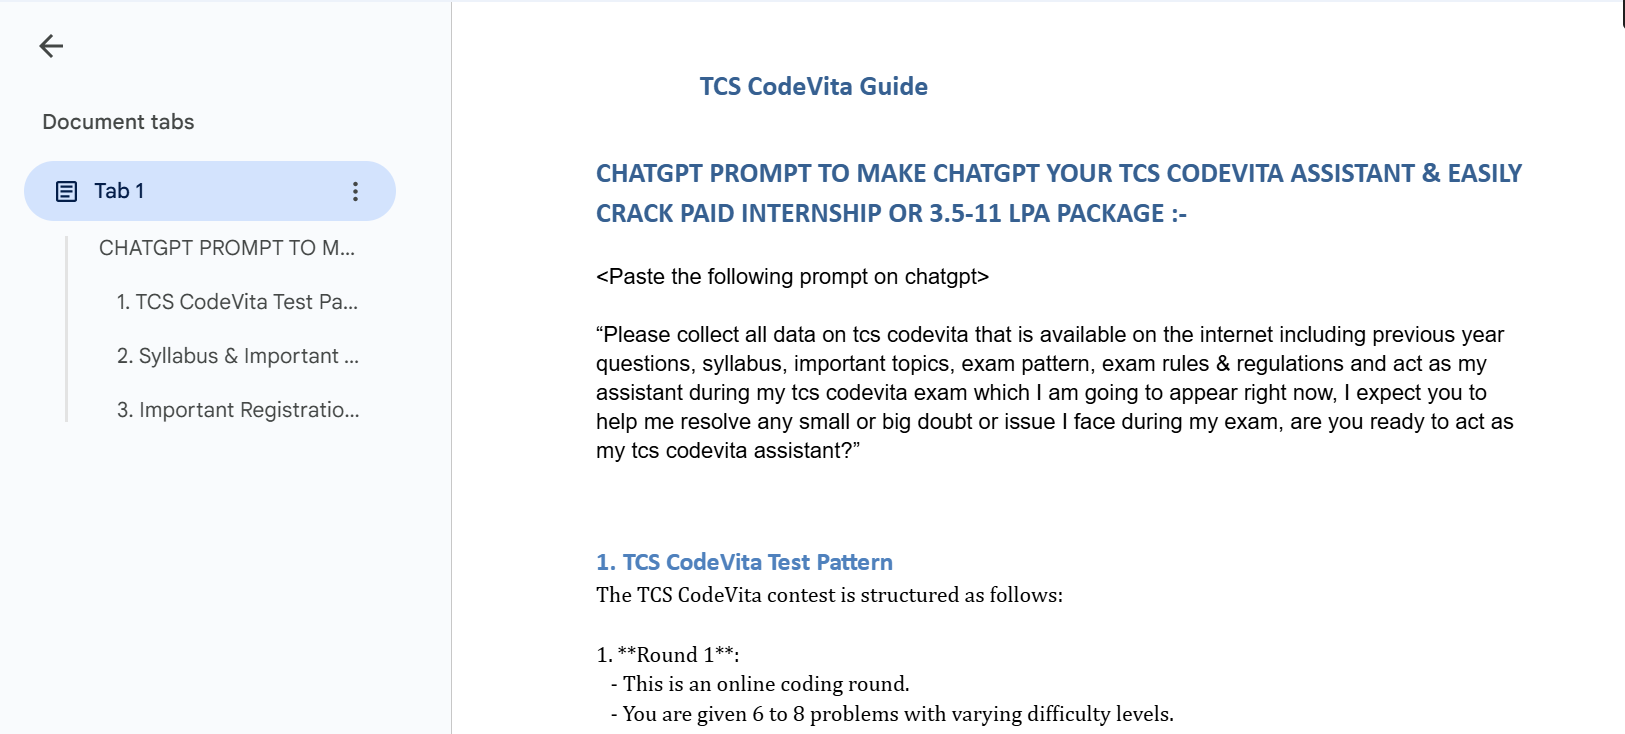 Document tabs
Tab 1
CHATGPT PROMPT TO M...
1. TCS CodeVita Test Pa...
2. Syllabus & Important ...
3. Important Registratio...
TCS CodeVita Guide
CHATGPT PROMPT TO MAKE CHATGPT YOUR TCS CODEVITA ASSISTANT & EASILY
CRACK PAID INTERNSHIP OR 3.5-11 LPA PACKAGE :-
<Paste the following prompt on chatgpt>
“Please collect all data on tcs codevita that is available on the internet including previous year
questions, syllabus, important topics, exam pattern, exam rules & regulations and act as my
assistant during my tcs codevita exam which I am going to appear right now, I expect you to
help me resolve any small or big doubt or issue I face during my exam, are you ready to act as
my tcs codevita assistant?”
1. TCS CodeVita Test Pattern
The TCS CodeVita contest is structured as follows:
1. **Round 1**:
- This is an online coding round.
- You are given 6 to 8 problems with varying difficulty levels.